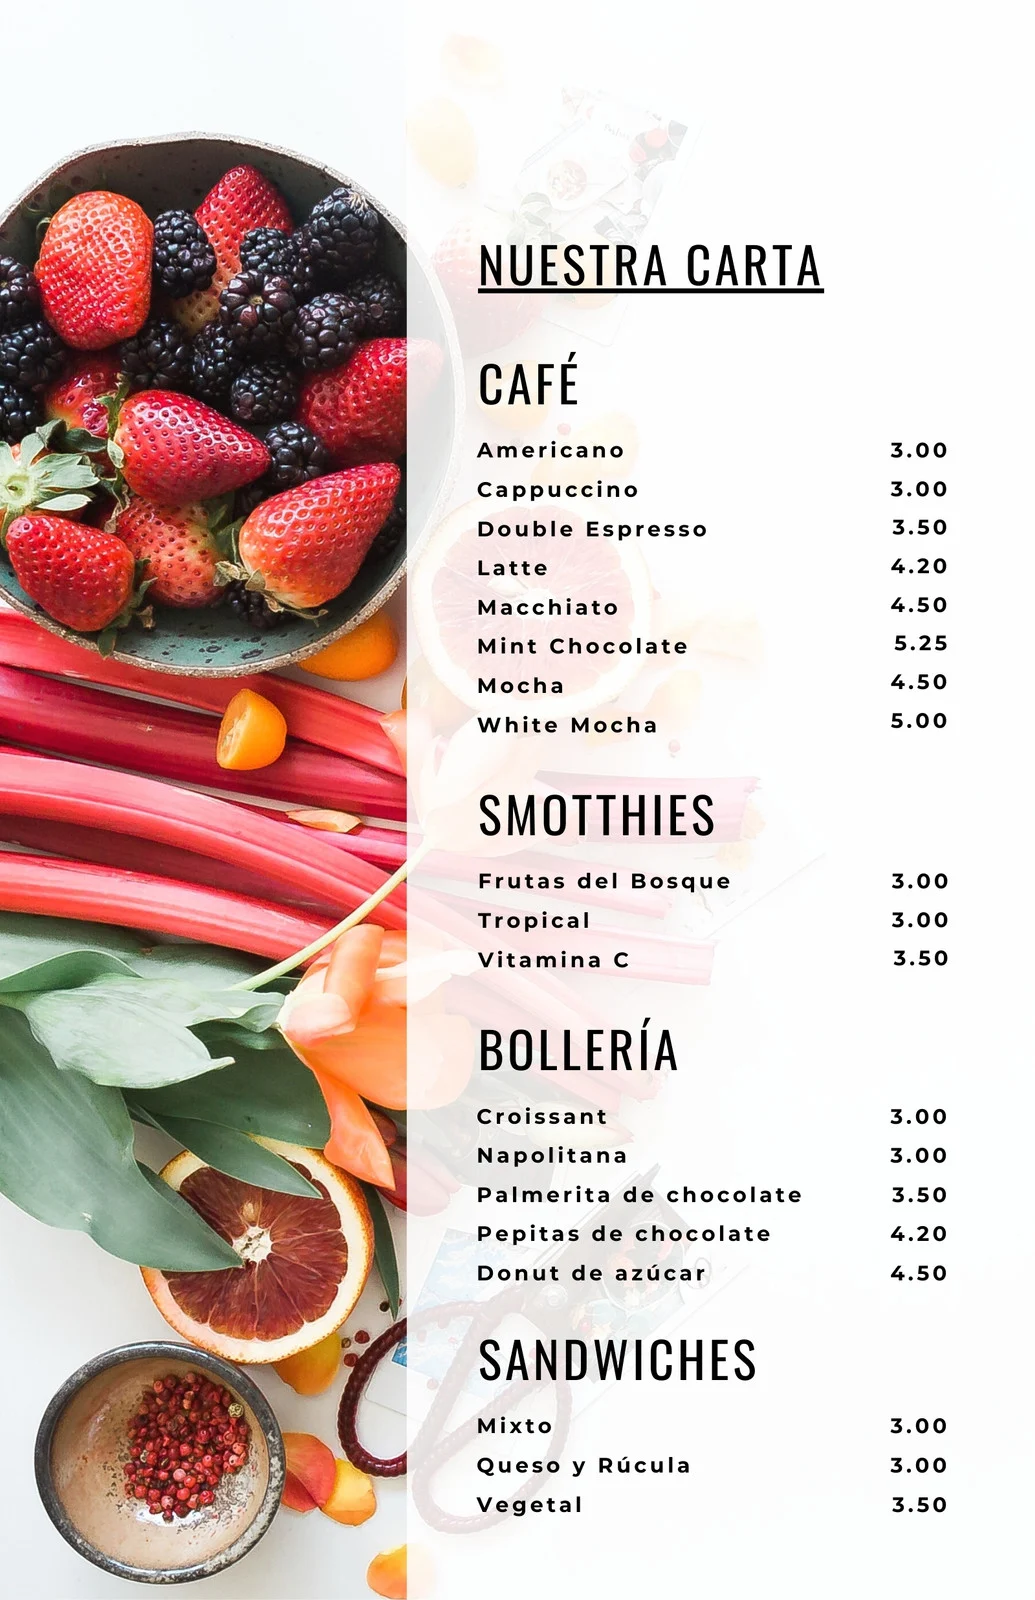 NUESTRA CARTA
CAFÉ
Americano 3.00
Cappuccino 3.00
Double Espresso 3.50
Latte 4.20
Macchiato 4.50
Mint Chocolate 5.25
Mocha 4.50
White Mocha 5.00
SMOTTHIES
Frutas del Bosque 3.00
Tropical 3.00
Vitamina C 3.50
BOLLERÍA
Croissant 3.00
Napolitana 3.00
Palmerita de chocolate 3.50
Pepitas de chocolate 4.20
Donut de azúcar 4.50
SANDWICHES
Mixto 3.00
Queso y Rúcula 3.00
Vegetal 3.50